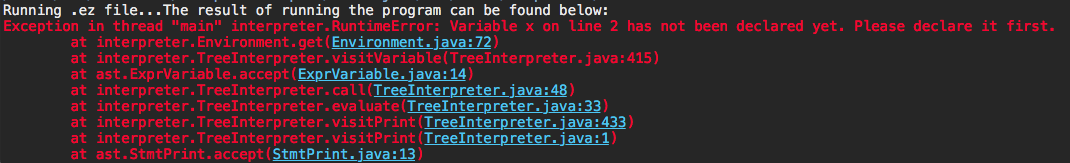 Running .ez file...The result of running the program can be found below:
Exception in thread "main" interpreter.RuntimeError: Variable x on line 2 has not been declared yet. Please declare it first.
at interpreter.Environment.get(Environment.java:72)
at interpreter.TreeInterpreter.visitVariable(TreeInterpreter.java:415)
at ast.ExprVariable.accept(ExprVariable.java:14)
at interpreter.TreeInterpreter.call(TreeInterpreter.java:48)
at interpreter.TreeInterpreter.evaluate(TreeInterpreter.java:33)
at interpreter.TreeInterpreter.visitPrint(TreeInterpreter.java:433)
at interpreter.TreeInterpreter.visitPrint(TreeInterpreter.java:1)
at ast.StmtPrint.accept(StmtPrint.java:13)